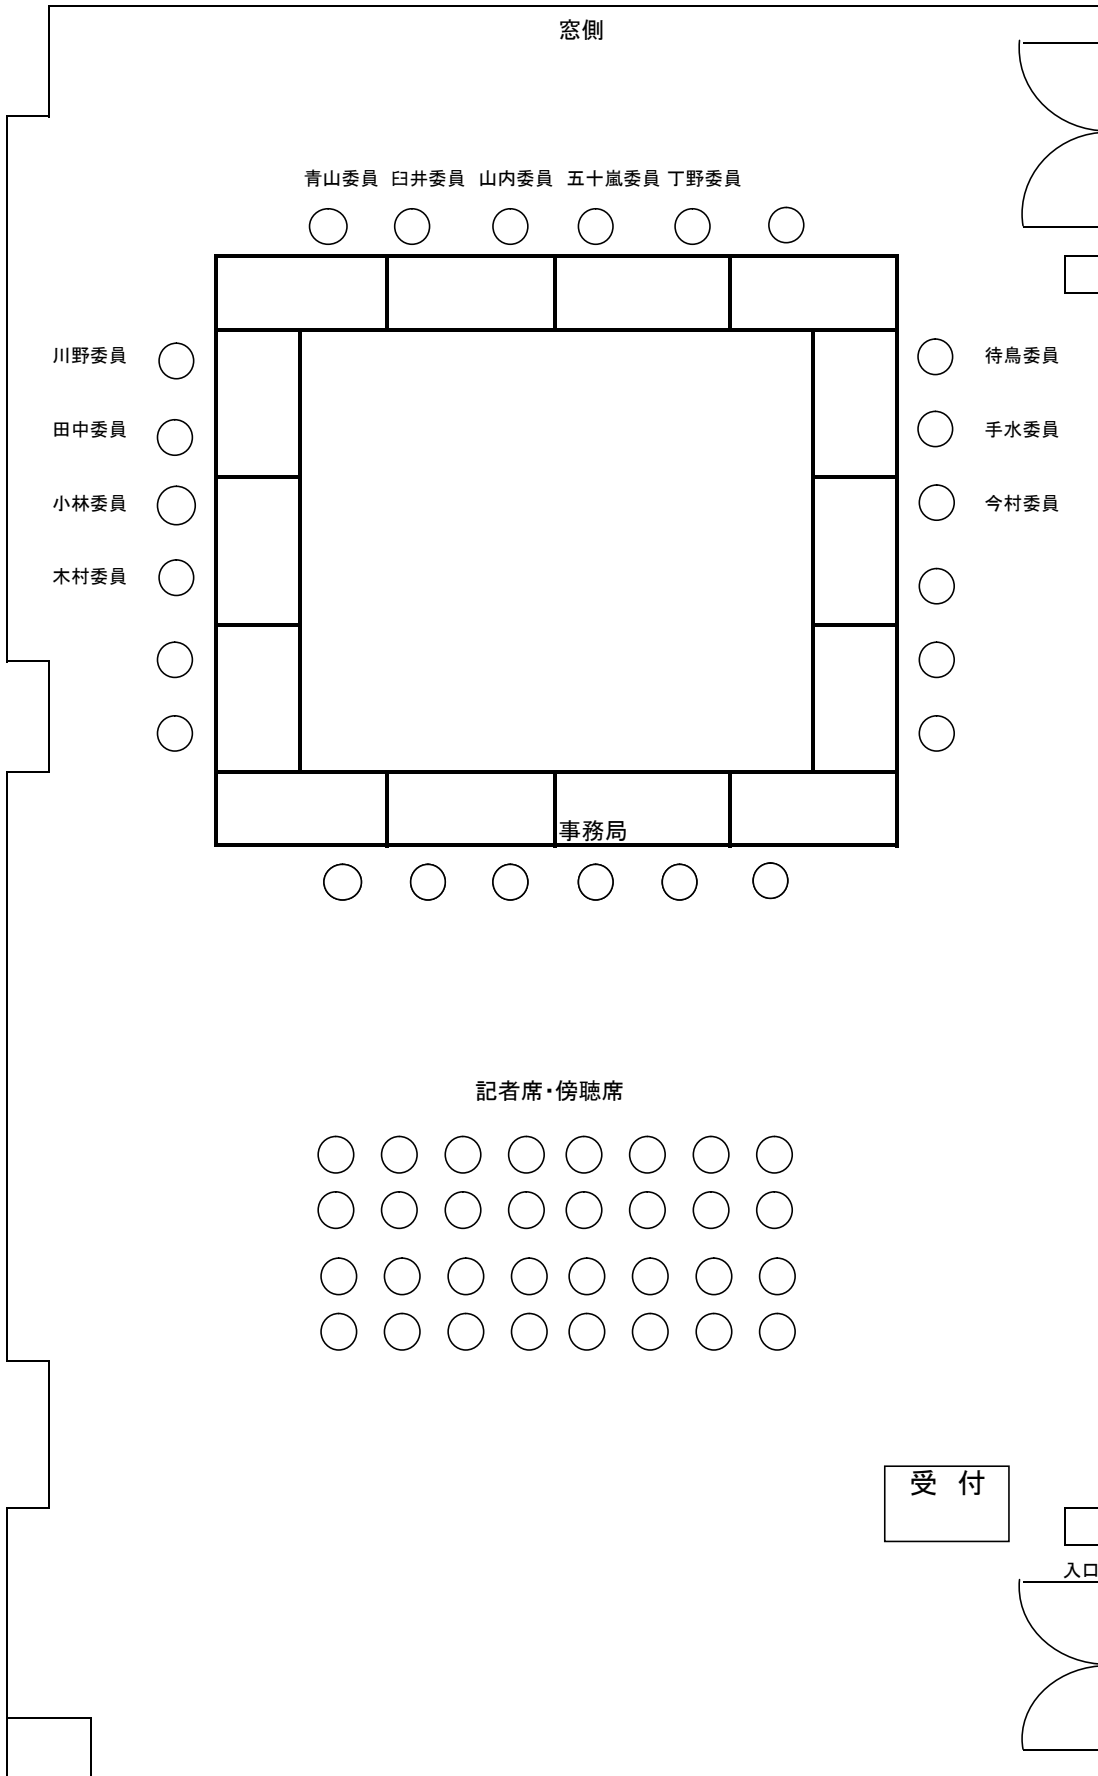 窓側
青山委員 臼井委員 山内委員 五十嵐委員 丁野委員
川野委員 待鳥委員
田中委員 手水委員
小林委員 今村委員
木村委員
事務局
記者席・傍聴席
受 付
入口